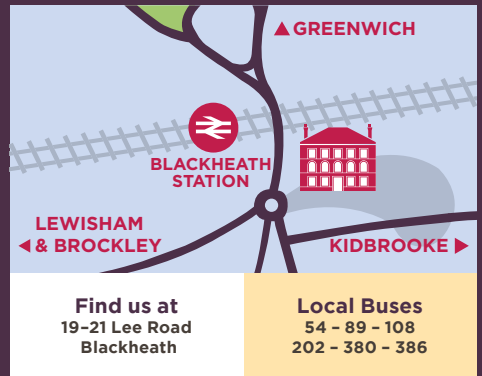 ▲ GREENWICH
BLACKHEATH
STATION
LEWISHAM
◀ & BROCKLEY
KIDBROOKE ▶
Find us at
19–21 Lee Road
Blackheath
Local Buses
54 – 89 – 108
202 – 380 – 386